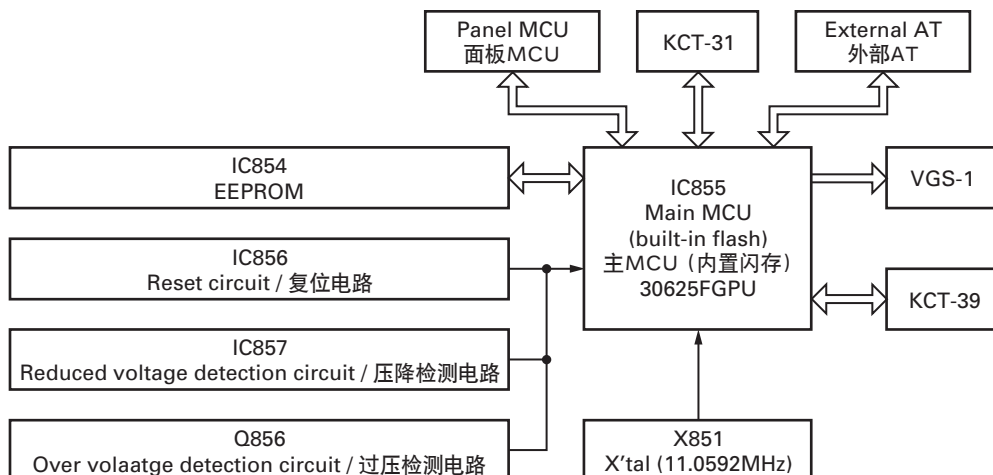 Panel MCU
面板MCU
KCT-31
External AT
外部AT
IC854
EEPROM
IC855
Main MCU
(built-in flash)
主MCU（内置闪存）
30625FGPU
VGS-1
IC856
Reset circuit / 复位电路
KCT-39
IC857
Reduced voltage detection circuit / 压降检测电路
Q856
Over volaatge detection circuit / 过压检测电路
X851
X'tal (11.0592MHz)